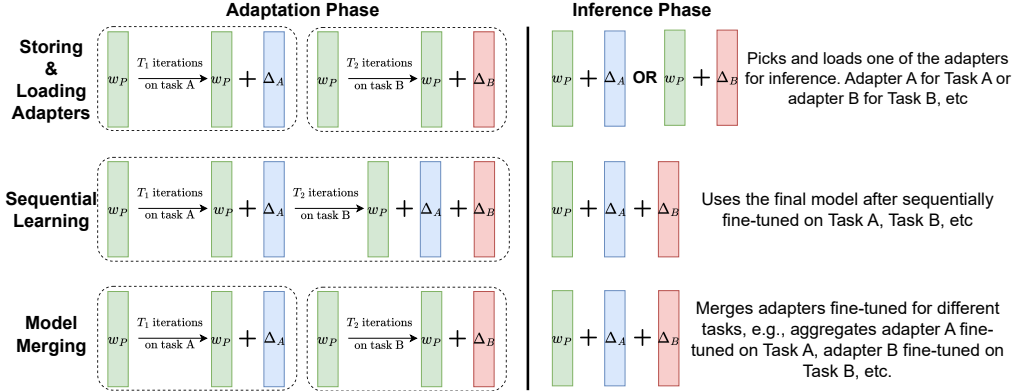 Adaptation Phase
Inference Phase
Storing
&
Loading
Adapters
w_P T_1 iterations on task A w_P + Δ_A
w_P T_2 iterations on task B w_P + Δ_B
w_P + Δ_A OR w_P + Δ_B
Picks and loads one of the adapters
for inference. Adapter A for Task A or
adapter B for Task B, etc
Sequential
Learning
w_P T_1 iterations on task A w_P + Δ_A T_2 iterations on task B w_P + Δ_A + Δ_B
w_P + Δ_A + Δ_B
Uses the final model after sequentially
fine-tuned on Task A, Task B, etc
Model
Merging
w_P T_1 iterations on task A w_P + Δ_A
w_P T_2 iterations on task B w_P + Δ_B
w_P + Δ_A + Δ_B
Merges adapters fine-tuned for different
tasks, e.g., aggregates adapter A fine-
tuned on Task A, adapter B fine-tuned on
Task B, etc.